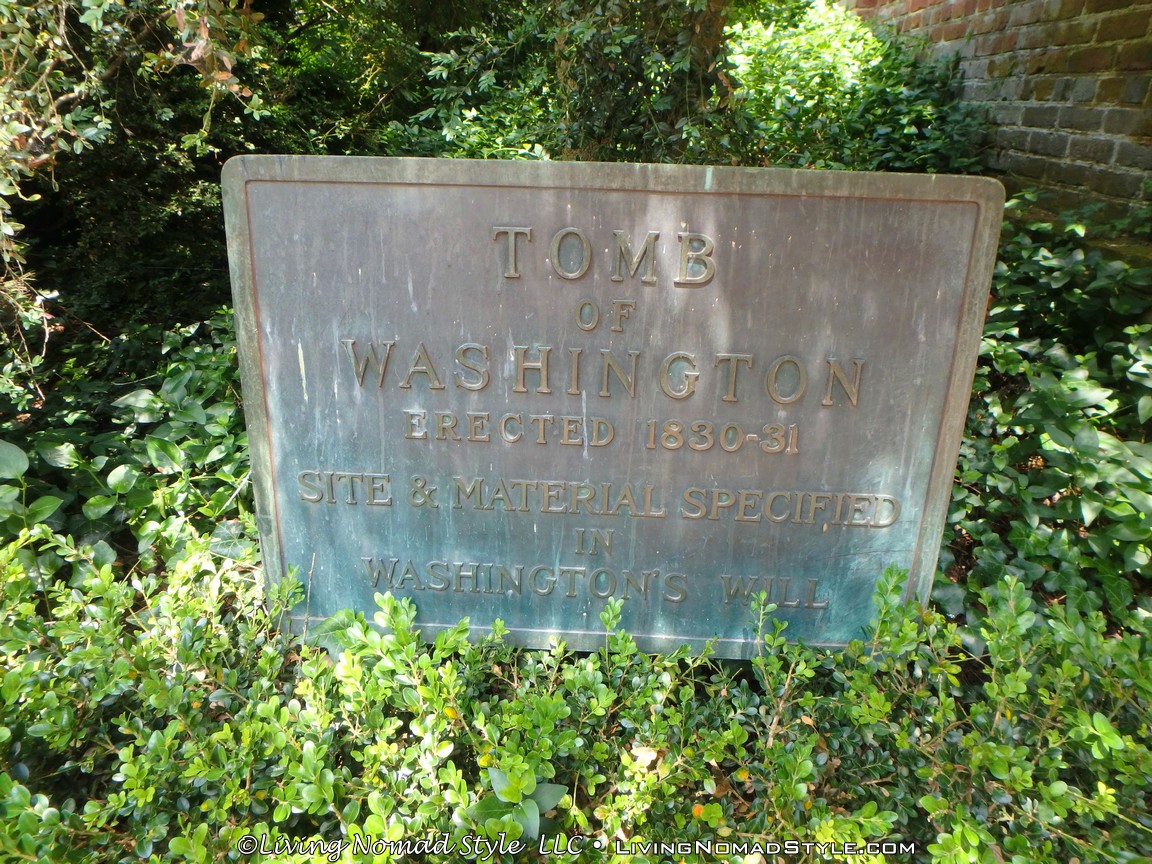 TOMB
OF
WASHINGTON
ERECTED 1830-31
SITE & MATERIAL SPECIFIED
IN
WASHINGTON'S WILL
©Living Nomad Style LLC • LivingNomadStyle.com